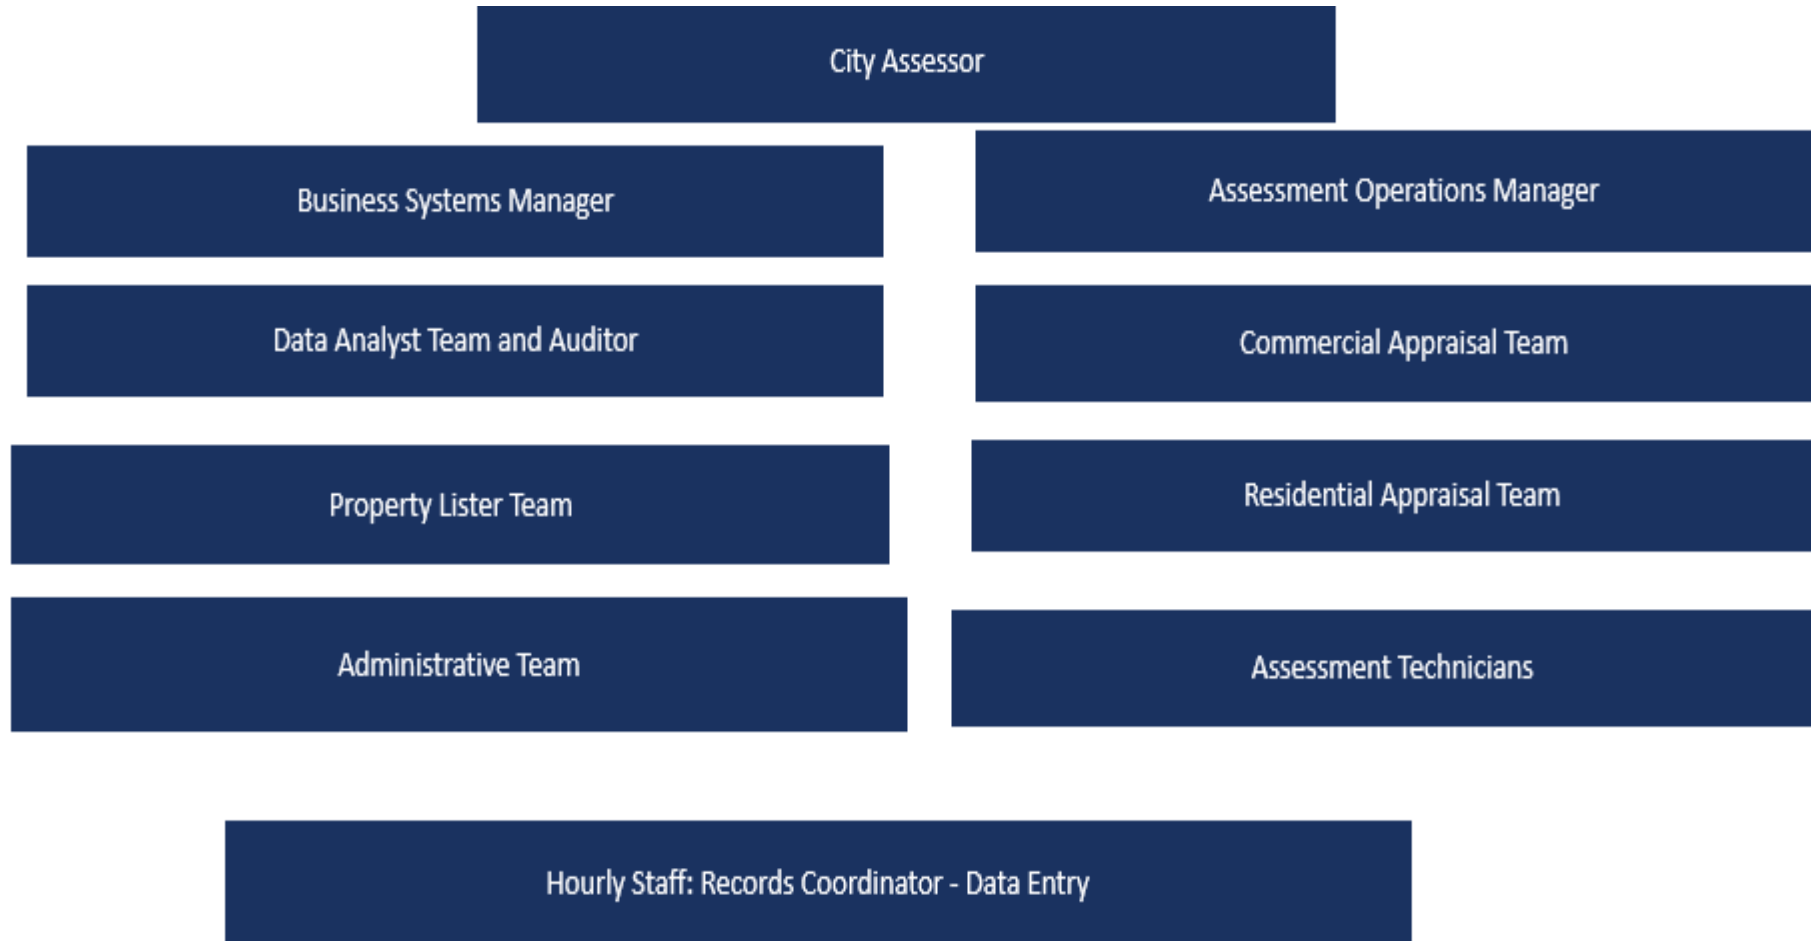 City Assessor
Business Systems Manager
Assessment Operations Manager
Data Analyst Team and Auditor
Commercial Appraisal Team
Property Lister Team
Residential Appraisal Team
Administrative Team
Assessment Technicians
Hourly Staff: Records Coordinator - Data Entry